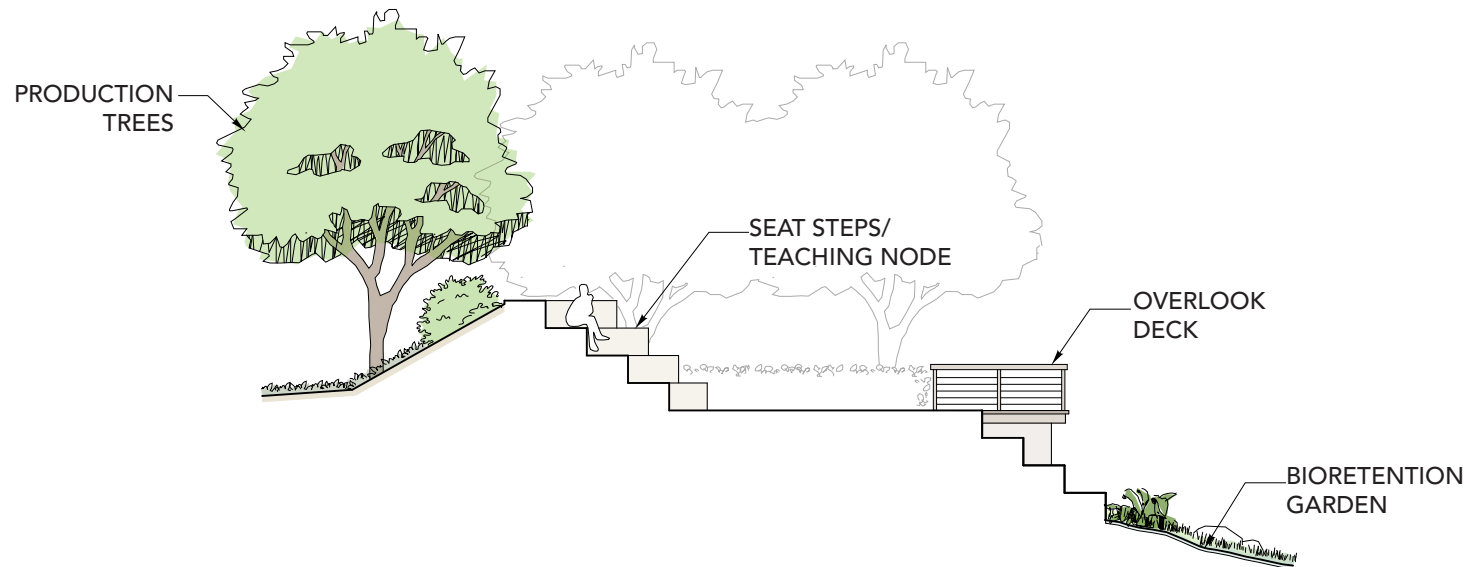 PRODUCTION
TREES
SEAT STEPS/
TEACHING NODE
OVERLOOK
DECK
BIORETENTION
GARDEN